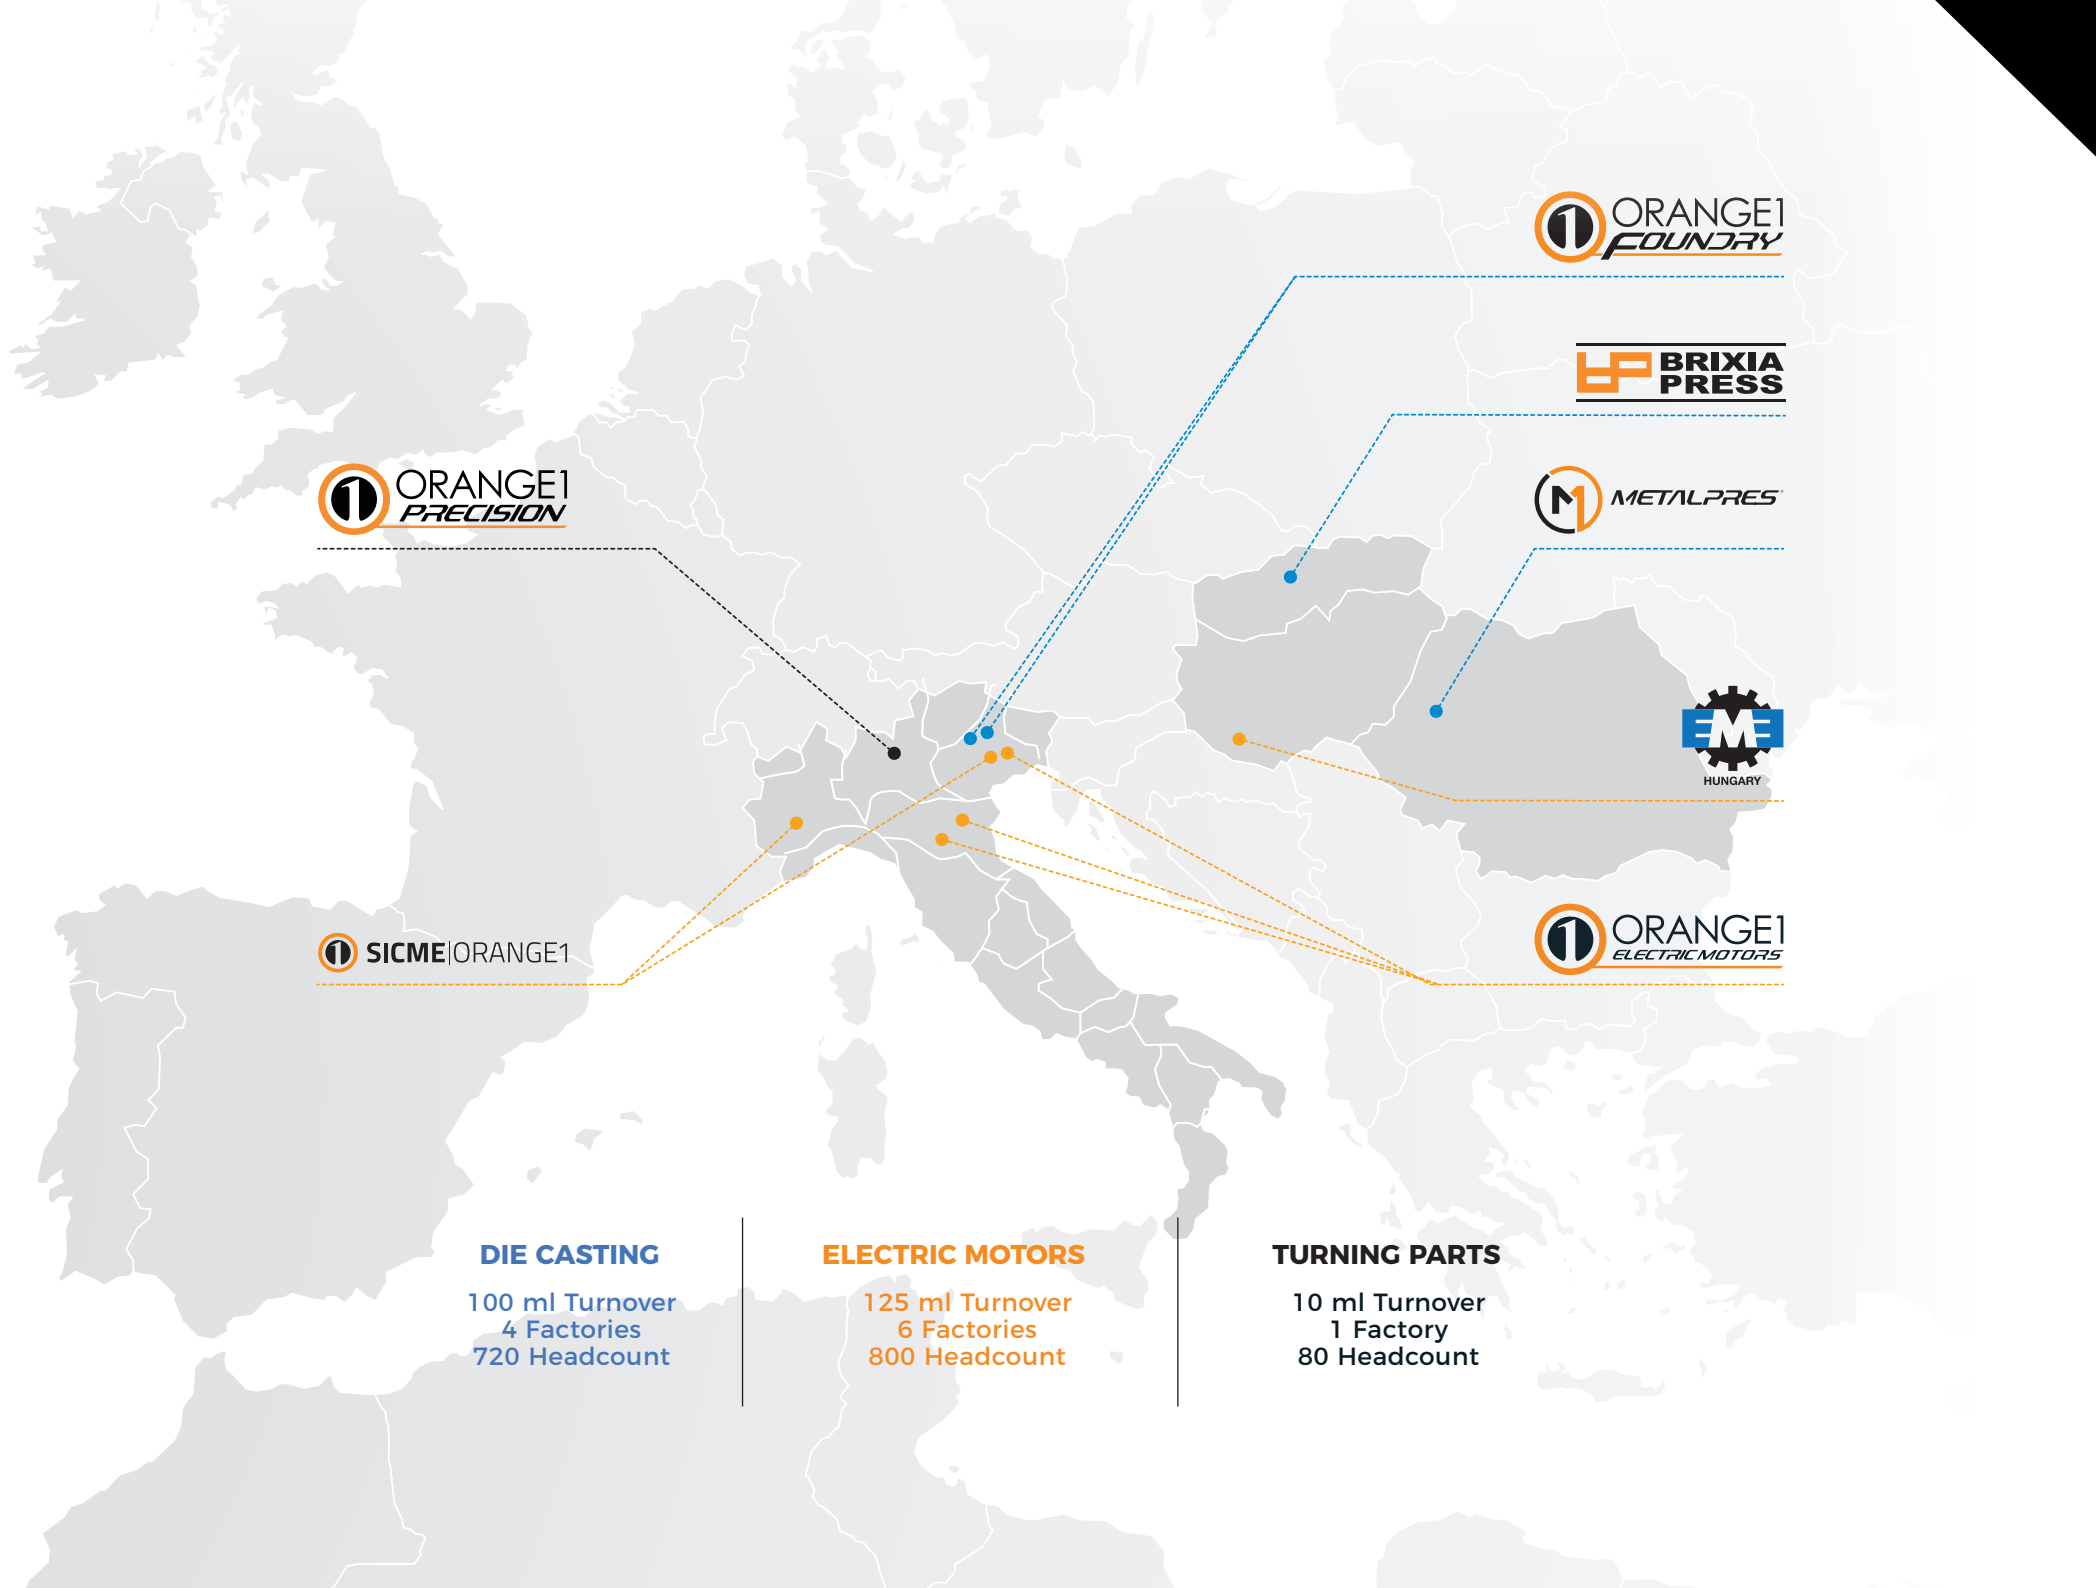 ORANGE1
FOUNDRY
BRIXIA
PRESS
ORANGE1
PRECISION
METALPRES
EME
HUNGARY
SICME|ORANGE1
ORANGE1
ELECTRIC MOTORS
DIE CASTING
100 ml Turnover
4 Factories
720 Headcount
ELECTRIC MOTORS
125 ml Turnover
6 Factories
800 Headcount
TURNING PARTS
10 ml Turnover
1 Factory
80 Headcount